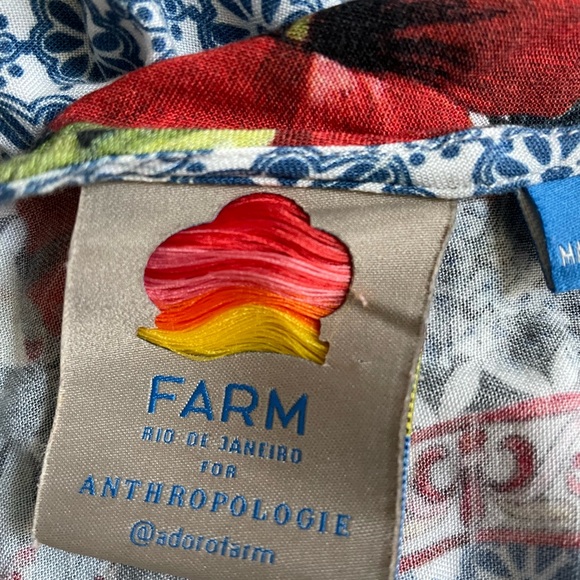 FARM
RIO DE JANEIRO
FOR
ANTHROPOLOGIE
@adorofarm